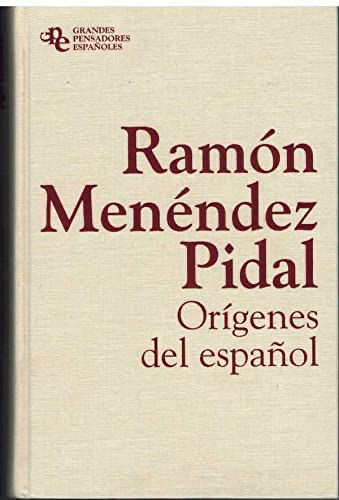 GRANDES
PENSADORES
ESPAÑOLES
Ramón
Menéndez
Pidal
Orígenes
del español